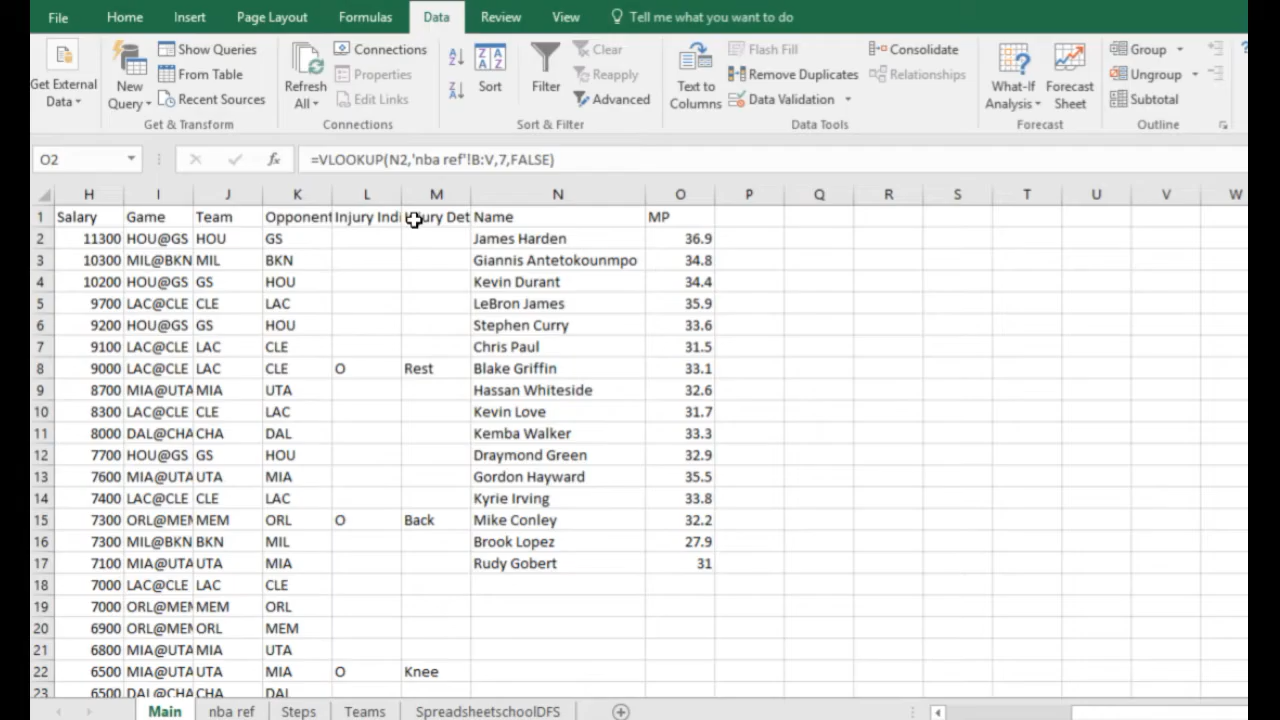 File Home Insert Page Layout Formulas Data Review View Tell me what you want to do
Get External Data
New Query
Show Queries
From Table
Recent Sources
Get & Transform
Refresh All
Connections
Properties
Edit Links
Connections
Sort
Filter
Clear
Reapply
Advanced
Sort & Filter
Text to Columns
Flash Fill
Remove Duplicates
Data Validation
Consolidate
Relationships
Data Tools
What-If Analysis
Forecast Sheet
Forecast
Group
Ungroup
Subtotal
Outline
O2 fx =VLOOKUP(N2,'nba ref'!B:V,7,FALSE)
H I J K L M N O P Q R S T U V W
1 Salary Game Team Opponent Injury Indi Injury Det Name MP
2 11300 HOU@GS HOU GS James Harden 36.9
3 10300 MIL@BKN MIL BKN Giannis Antetokounmpo 34.8
4 10200 HOU@GS GS HOU Kevin Durant 34.4
5 9700 LAC@CLE CLE LAC LeBron James 35.9
6 9200 HOU@GS GS HOU Stephen Curry 33.6
7 9100 LAC@CLE LAC CLE Chris Paul 31.5
8 9000 LAC@CLE LAC CLE O Rest Blake Griffin 33.1
9 8700 MIA@UTA MIA UTA Hassan Whiteside 32.6
10 8300 LAC@CLE CLE LAC Kevin Love 31.7
11 8000 DAL@CHA CHA DAL Kemba Walker 33.3
12 7700 HOU@GS GS HOU Draymond Green 32.9
13 7600 MIA@UTA UTA MIA Gordon Hayward 35.5
14 7400 LAC@CLE CLE LAC Kyrie Irving 33.8
15 7300 ORL@MEM MEM ORL O Back Mike Conley 32.2
16 7300 MIL@BKN BKN MIL Brook Lopez 27.9
17 7100 MIA@UTA UTA MIA Rudy Gobert 31
18 7000 LAC@CLE LAC CLE
19 7000 ORL@MEM MEM ORL
20 6900 ORL@MEM ORL MEM
21 6800 MIA@UTA MIA UTA
22 6500 MIA@UTA UTA MIA O Knee
23 6500 DAL@CHA CHA DAL
Main nba ref Steps Teams SpreadsheetschoolDFS